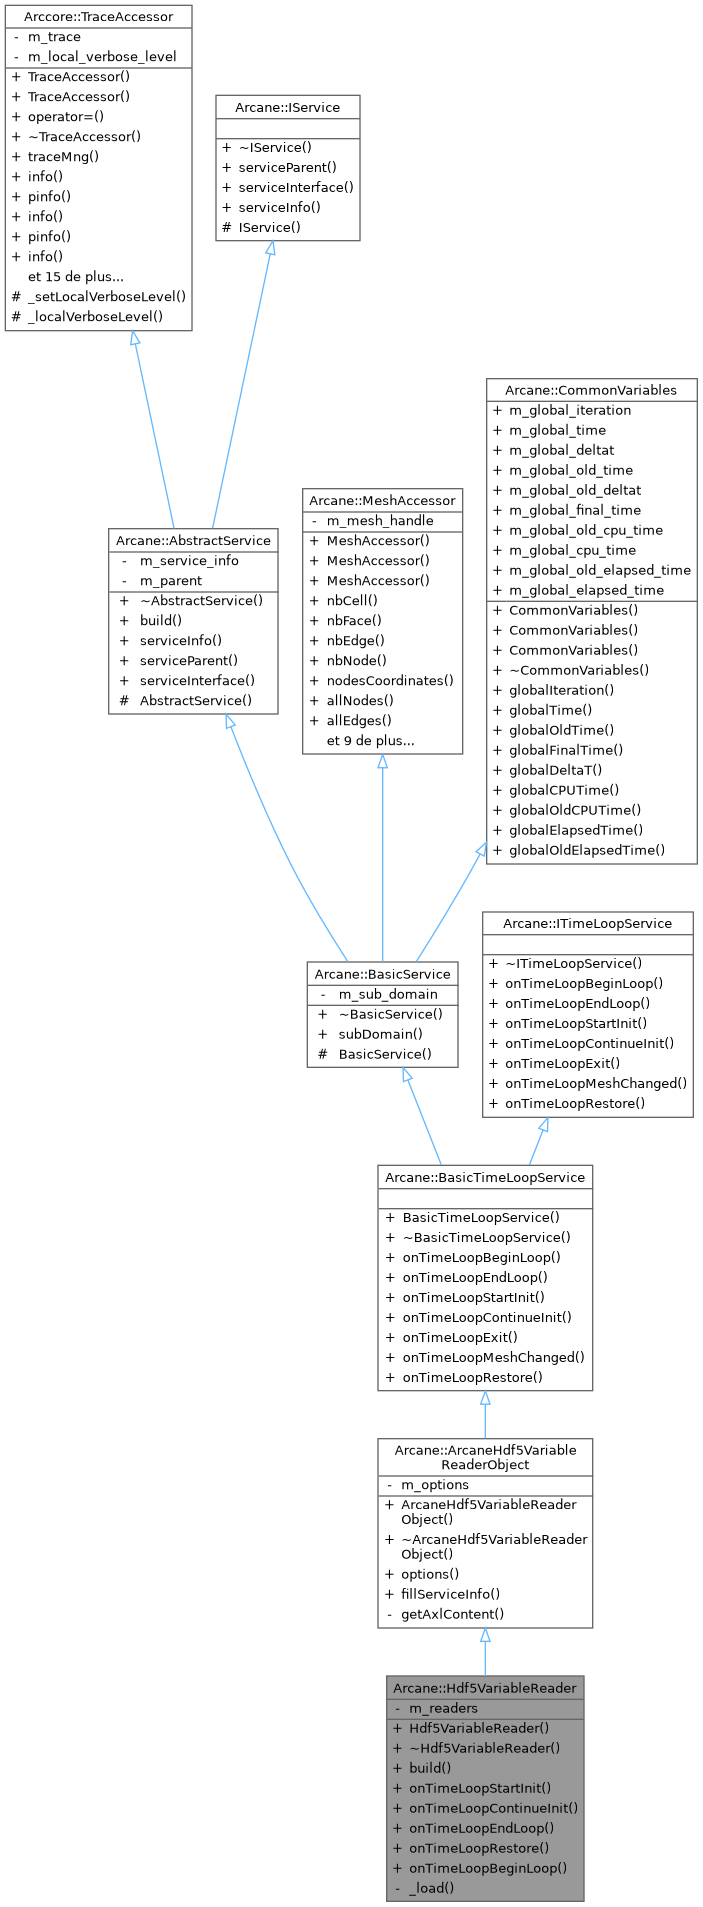 Arccore::TraceAccessor
- m_trace
- m_local_verbose_level
+ TraceAccessor()
+ TraceAccessor()
+ operator=()
+ ~TraceAccessor()
+ traceMng()
+ info()
+ pinfo()
+ info()
+ pinfo()
+ info()
et 15 de plus...
# _setLocalVerboseLevel()
# _localVerboseLevel()
Arcane::IService
+ ~IService()
+ serviceParent()
+ serviceInterface()
+ serviceInfo()
# IService()
Arcane::CommonVariables
+ m_global_iteration
+ m_global_time
+ m_global_deltat
+ m_global_old_time
+ m_global_old_deltat
+ m_global_final_time
+ m_global_old_cpu_time
+ m_global_cpu_time
+ m_global_old_elapsed_time
+ m_global_elapsed_time
+ CommonVariables()
+ CommonVariables()
+ CommonVariables()
+ ~CommonVariables()
+ globalIteration()
+ globalTime()
+ globalOldTime()
+ globalFinalTime()
+ globalDeltaT()
+ globalCPUTime()
+ globalOldCPUTime()
+ globalElapsedTime()
+ globalOldElapsedTime()
Arcane::MeshAccessor
- m_mesh_handle
+ MeshAccessor()
+ MeshAccessor()
+ MeshAccessor()
+ nbCell()
+ nbFace()
+ nbEdge()
+ nbNode()
+ nodesCoordinates()
+ allNodes()
+ allEdges()
et 9 de plus...
Arcane::AbstractService
- m_service_info
- m_parent
+ ~AbstractService()
+ build()
+ serviceInfo()
+ serviceParent()
+ serviceInterface()
# AbstractService()
Arcane::BasicService
- m_sub_domain
+ ~BasicService()
+ subDomain()
# BasicService()
Arcane::ITimeLoopService
+ ~ITimeLoopService()
+ onTimeLoopBeginLoop()
+ onTimeLoopEndLoop()
+ onTimeLoopStartInit()
+ onTimeLoopContinueInit()
+ onTimeLoopExit()
+ onTimeLoopMeshChanged()
+ onTimeLoopRestore()
Arcane::BasicTimeLoopService
+ BasicTimeLoopService()
+ ~BasicTimeLoopService()
+ onTimeLoopBeginLoop()
+ onTimeLoopEndLoop()
+ onTimeLoopStartInit()
+ onTimeLoopContinueInit()
+ onTimeLoopExit()
+ onTimeLoopMeshChanged()
+ onTimeLoopRestore()
Arcane::ArcaneHdf5Variable
ReaderObject
- m_options
+ ArcaneHdf5VariableReader
Object()
+ ~ArcaneHdf5VariableReader
Object()
+ options()
+ fillServiceInfo()
- getAxlContent()
Arcane::Hdf5VariableReader
- m_readers
+ Hdf5VariableReader()
+ ~Hdf5VariableReader()
+ build()
+ onTimeLoopStartInit()
+ onTimeLoopContinueInit()
+ onTimeLoopEndLoop()
+ onTimeLoopRestore()
+ onTimeLoopBeginLoop()
- _load()